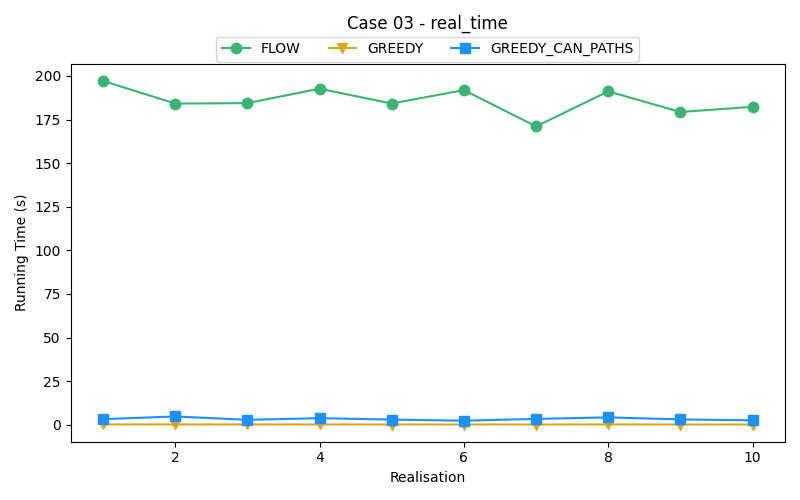 Case 03 - real_time
FLOW GREEDY GREEDY_CAN_PATHS
200
175
150
125
100
75
50
25
0
Running Time (s)
2 4 6 8 10
Realisation